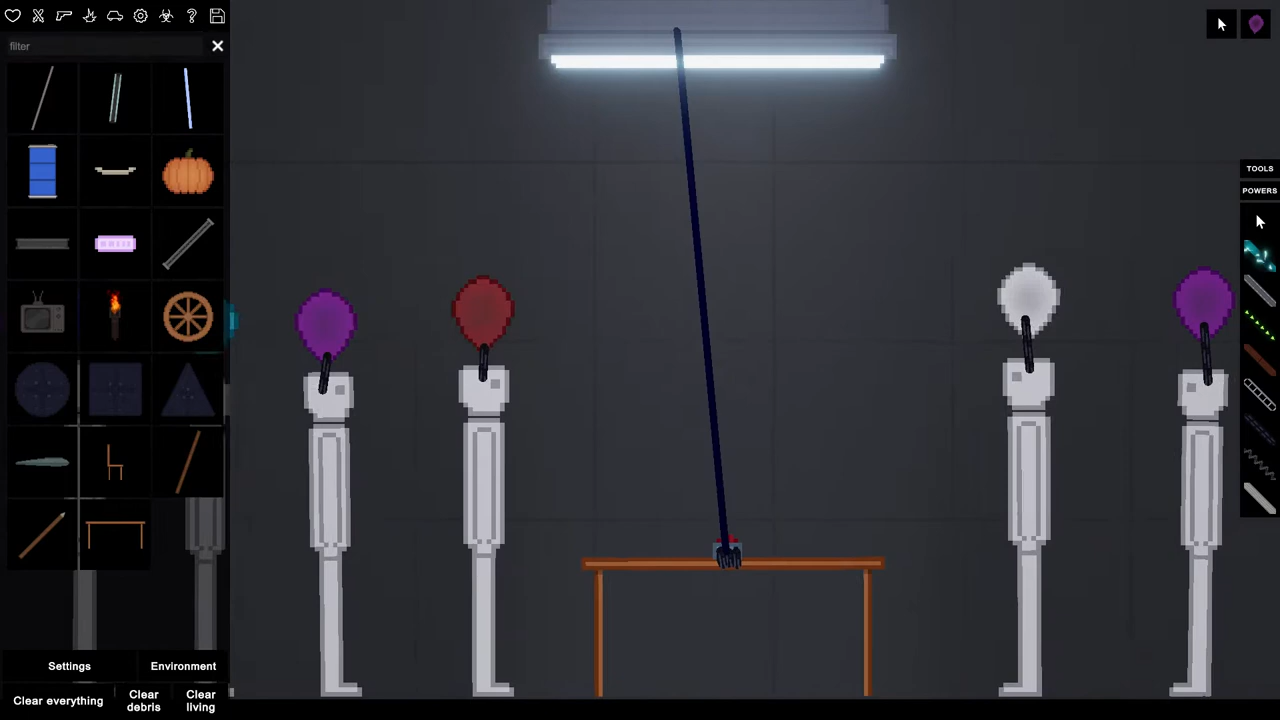 filter
TOOLS
POWERS
Settings
Environment
Clear everything
Clear
debris
Clear
living